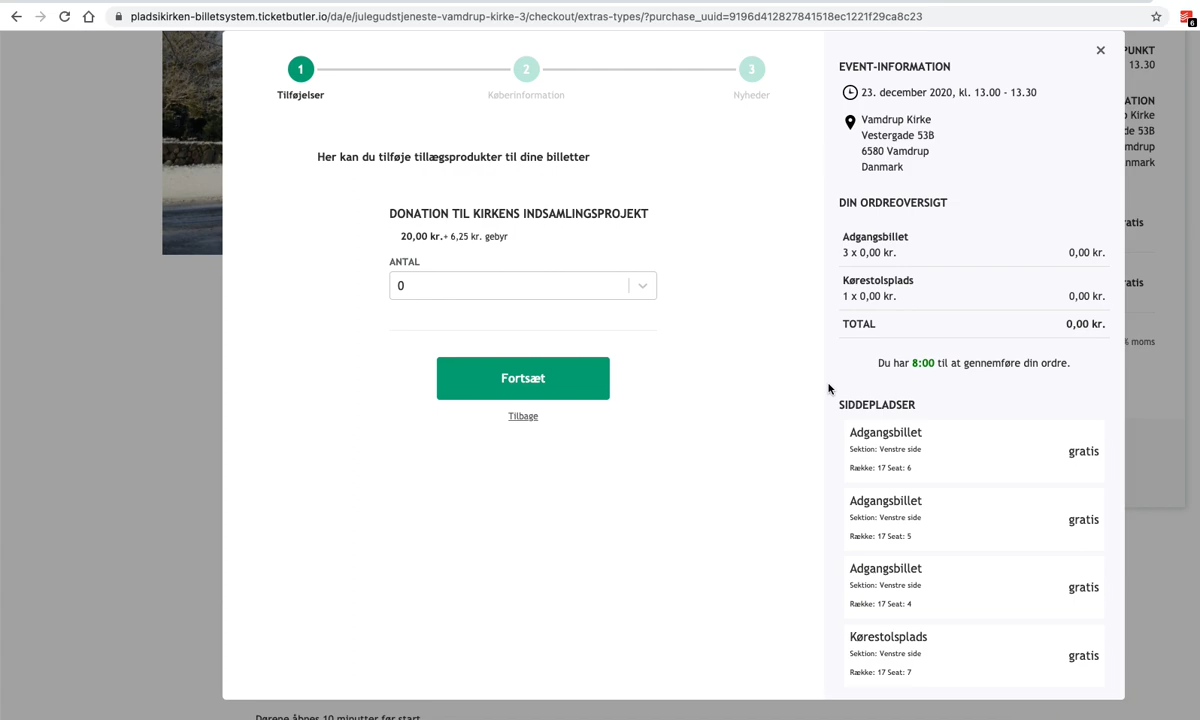 pladsikirken-billetsystem.ticketbutler.io/da/e/julegudstjeneste-vamdrup-kirke-3/checkout/extras-types/?purchase_uuid=9196d412827841518ec1221f29ca8c23
6
1
2
3
Tilføjelser
Køberinformation
Nyheder
Her kan du tilføje tillægsprodukter til dine billetter
DONATION TIL KIRKENS INDSAMLINGSPROJEKT
20,00 kr.+ 6,25 kr. gebyr
ANTAL
0
Fortsæt
Tilbage
EVENT-INFORMATION
23. december 2020, kl. 13.00 - 13.30
Vamdrup Kirke
Vestergade 53B
6580 Vamdrup
Danmark
DIN ORDREOVERSIGT
Adgangsbillet
3 x 0,00 kr. 0,00 kr.
Kørestolsplads
1 x 0,00 kr. 0,00 kr.
TOTAL 0,00 kr.
Du har 8:00 til at gennemføre din ordre.
SIDDEPLADSER
Adgangsbillet
Sektion: Venstre side
gratis
Række: 17 Seat: 6
Adgangsbillet
Sektion: Venstre side
gratis
Række: 17 Seat: 5
Adgangsbillet
Sektion: Venstre side
gratis
Række: 17 Seat: 4
Kørestolsplads
Sektion: Venstre side
gratis
Række: 17 Seat: 7
PUNKT
13.30
ATION
Kirke
de 53B
mdrup
nmark
ratis
ratis
% moms
Dørene åbnes 10 minutter før start